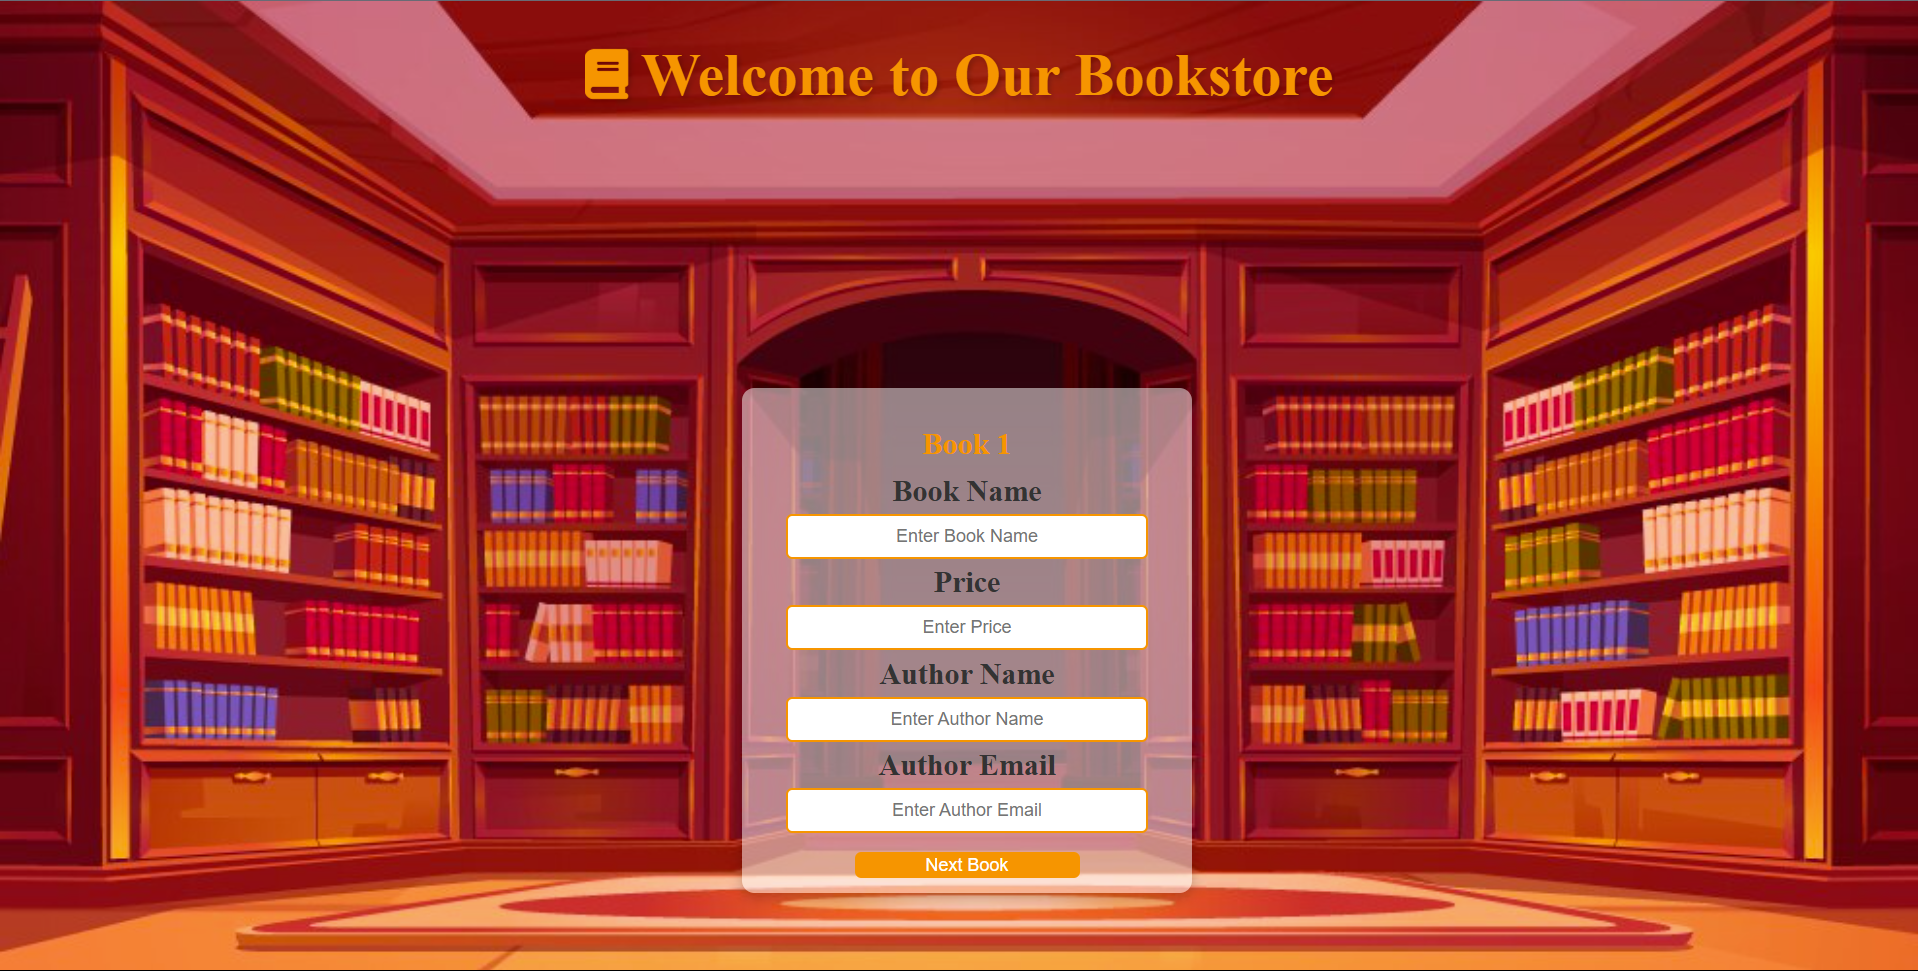 Welcome to Our Bookstore
Book 1
Book Name
Enter Book Name
Price
Enter Price
Author Name
Enter Author Name
Author Email
Enter Author Email
Next Book